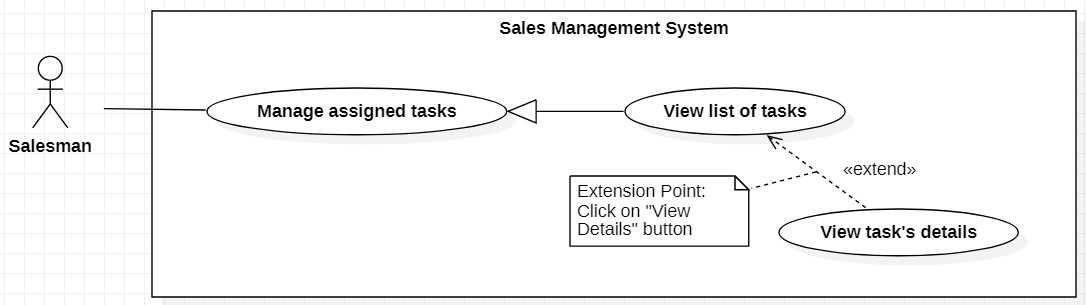 Sales Management System
Salesman
Manage assigned tasks
View list of tasks
«extend»
Extension Point:
Click on "View
Details" button
View task's details